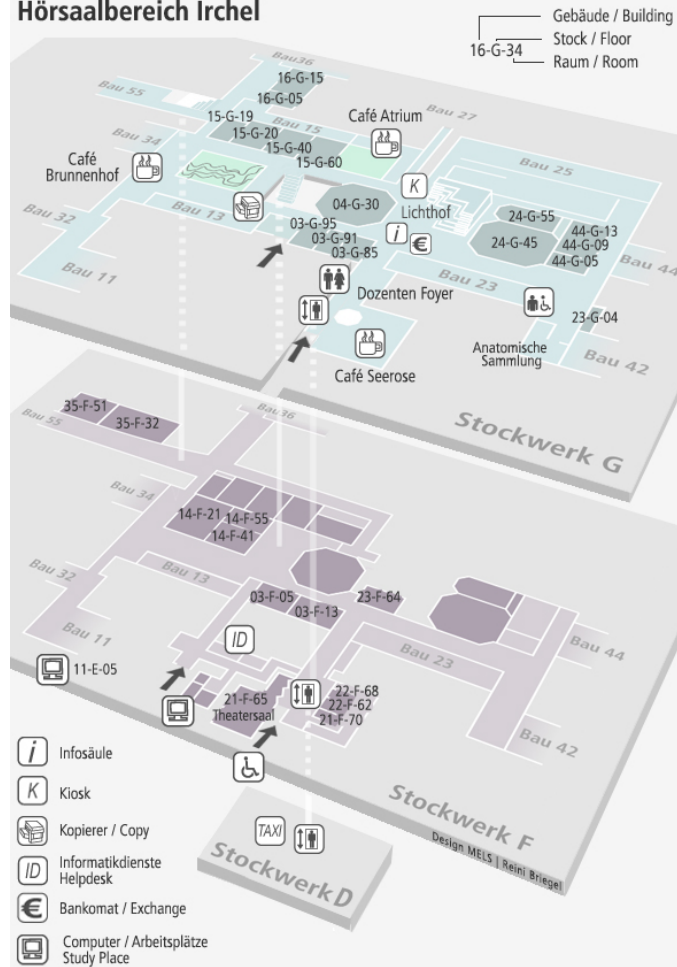 Hörsaalbereich Irchel
Gebäude / Building
Stock / Floor
16-G-34
Raum / Room
Bau36
16-G-15
Bau 55
16-G-05
15-G-19
Bau 15
15-G-20
15-G-40
15-G-60
Café Atrium
Bau 27
Bau 34
Café
Brunnenhof
Bau 25
K
Lichthof
04-G-30
Bau 32
Bau 13
03-G-95
03-G-91
03-G-85
i
€
24-G-55
24-G-45
44-G-13
44-G-09
44-G-05
Bau 44
Bau 11
Bau 23
Dozenten Foyer
23-G-04
Anatomische
Sammlung
Bau 42
Café Seerose
Stockwerk G
35-F-51
35-F-32
Bau 55
Bau36
Bau 34
14-F-21
14-F-55
14-F-41
Bau 32
Bau 13
03-F-05
03-F-13
23-F-64
Bau 11
ID
Bau 23
Bau 44
11-E-05
21-F-65
Theatersaal
22-F-68
22-F-62
21-F-70
Bau 42
Stockwerk F
Design MELS | Reini Briegel
TAXI
Stockwerk D
i Infosäule
K Kiosk
Kopierer / Copy
ID Informatikdienste
Helpdesk
€ Bankomat / Exchange
Computer / Arbeitsplätze
Study Place